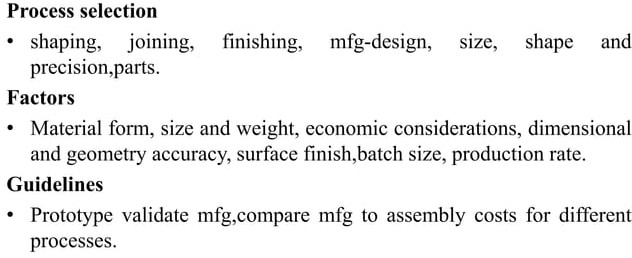 Process selection
• shaping, joining, finishing, mfg-design, size, shape and
precision,parts.
Factors
• Material form, size and weight, economic considerations, dimensional
and geometry accuracy, surface finish,batch size, production rate.
Guidelines
• Prototype validate mfg,compare mfg to assembly costs for different
processes.